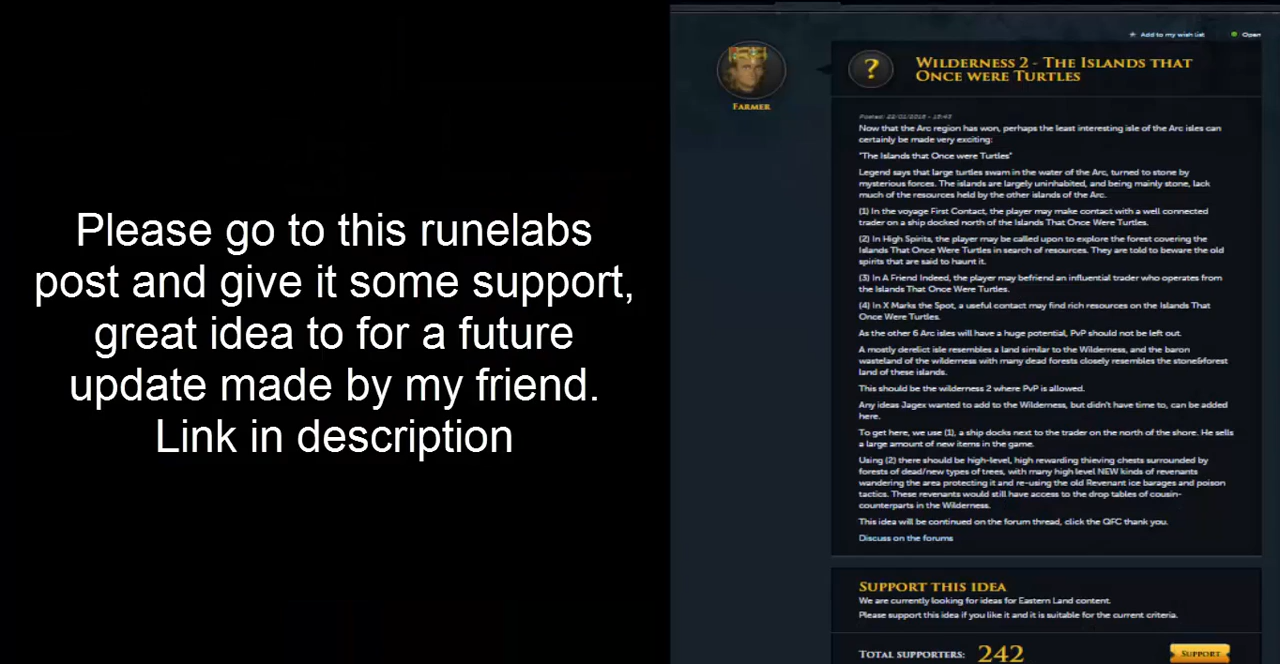 Please go to this runelabs
post and give it some support,
great idea to for a future
update made by my friend.
Link in description
Add to my wish list
Open
FARMER
?
WILDERNESS 2 - THE ISLANDS THAT
ONCE WERE TURTLES
Now that the Arc region has won, perhaps the least interesting isle of the Arc isles can
certainly be made very exciting:
"The Islands that Once were Turtles"
Legend says that large turtles swam in the water of the Arc, turned to stone by
mysterious forces. The islands are largely uninhabited, and being mainly stone, lack
much of the resources held by the other islands of the Arc.
(1) In the voyage First Contact, the player may make contact with a well connected
trader on a ship docked north of the Islands That Once Were Turtles.
(2) In High Spirits, the player may be called upon to explore the forest covering the
Islands That Once Were Turtles in search of resources. They are told to beware the old
spirits that are said to haunt it.
(3) In A Friend Indeed, the player may befriend an influential trader who operates from
the Islands That Once Were Turtles.
(4) In X Marks the Spot, a useful contact may find rich resources on the Islands That
Once Were Turtles.
As the other 6 Arc isles will have a huge potential, PvP should not be left out.
A mostly derelict isle resembles a land similar to the Wilderness, and the baron
wasteland of the wilderness with many dead forests closely resembles the stone&forest
land of these islands.
This should be the wilderness 2 where PvP is allowed.
Any ideas Jagex wanted to add to the Wilderness, but didn't have time to, can be added
here.
To get here, we use (1), a ship docks next to the trader on the north of the shore. He sells
a large amount of new items in the game.
Using (2) there should be high-level, high rewarding thieving chests surrounded by
forests of dead/new types of trees, with many high level NEW kinds of revenants
wandering the area protecting it and re-using the old Revenant ice barages and poison
tactics. These revenants would still have access to the drop tables of cousin-
counterparts in the Wilderness.
This idea will be continued on the forum thread, click the QFC thank you.
Discuss on the forums
SUPPORT THIS IDEA
We are currently looking for ideas for Eastern Land content.
Please support this idea if you like it and it is suitable for the current criteria.
TOTAL SUPPORTERS: 242
SUPPORT